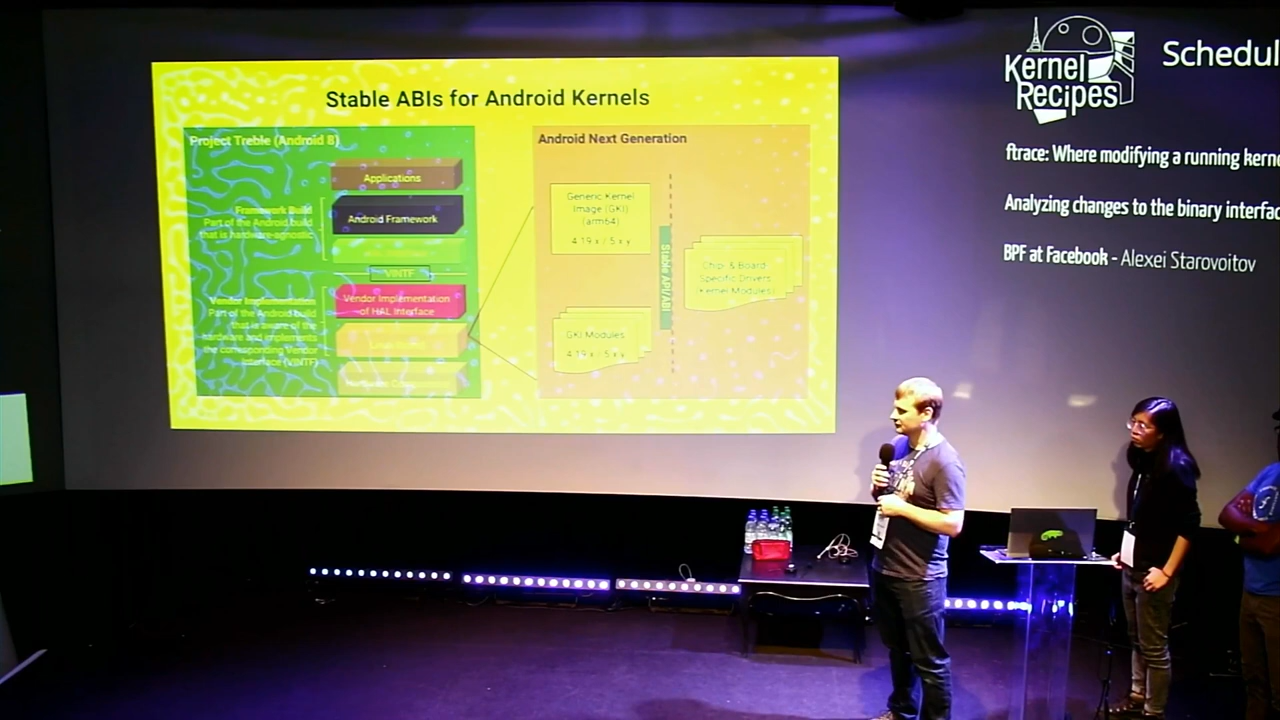 Stable ABIs for Android Kernels
Project Treble (Android 8)
Applications
Framework Build
Part of the Android build
that is hardware-agnostic
Android Framework
VINTF
Vendor Implementation
Part of the Android build
that is aware of the
hardware and implements
the corresponding Vendor
Interface (VINTF)
Vendor Implementation
of HAL Interface
Android Next Generation
Generic Kernel
Image (GKI)
(arm64)
4.19.x / 5.x.y
GKI Modules
4.19.x / 5.x.y
Stable API/ABI
Chip- & Board-
Specific Drivers
(Kernel Modules)
Kernel
Recipes
Schedul
ftrace: Where modifying a running kerne
Analyzing changes to the binary interfac
BPF at Facebook - Alexei Starovoitov